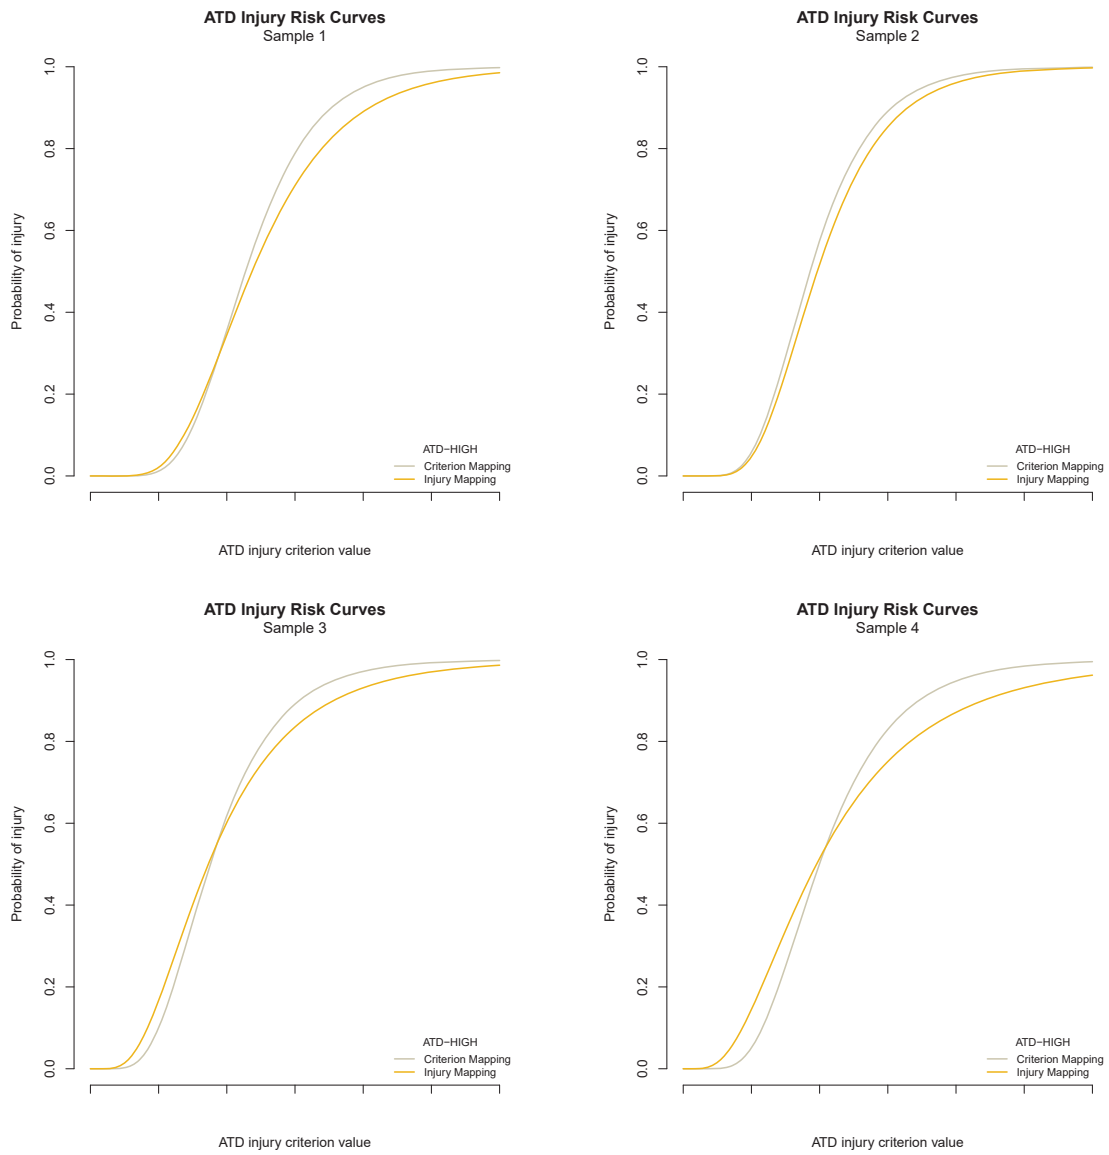 ATD Injury Risk Curves
Sample 1
Probability of injury
1.0
0.8
0.6
0.4
0.2
0.0
ATD−HIGH
Criterion Mapping
Injury Mapping
ATD injury criterion value
ATD Injury Risk Curves
Sample 2
Probability of injury
1.0
0.8
0.6
0.4
0.2
0.0
ATD−HIGH
Criterion Mapping
Injury Mapping
ATD injury criterion value
ATD Injury Risk Curves
Sample 3
Probability of injury
1.0
0.8
0.6
0.4
0.2
0.0
ATD−HIGH
Criterion Mapping
Injury Mapping
ATD injury criterion value
ATD Injury Risk Curves
Sample 4
Probability of injury
1.0
0.8
0.6
0.4
0.2
0.0
ATD−HIGH
Criterion Mapping
Injury Mapping
ATD injury criterion value